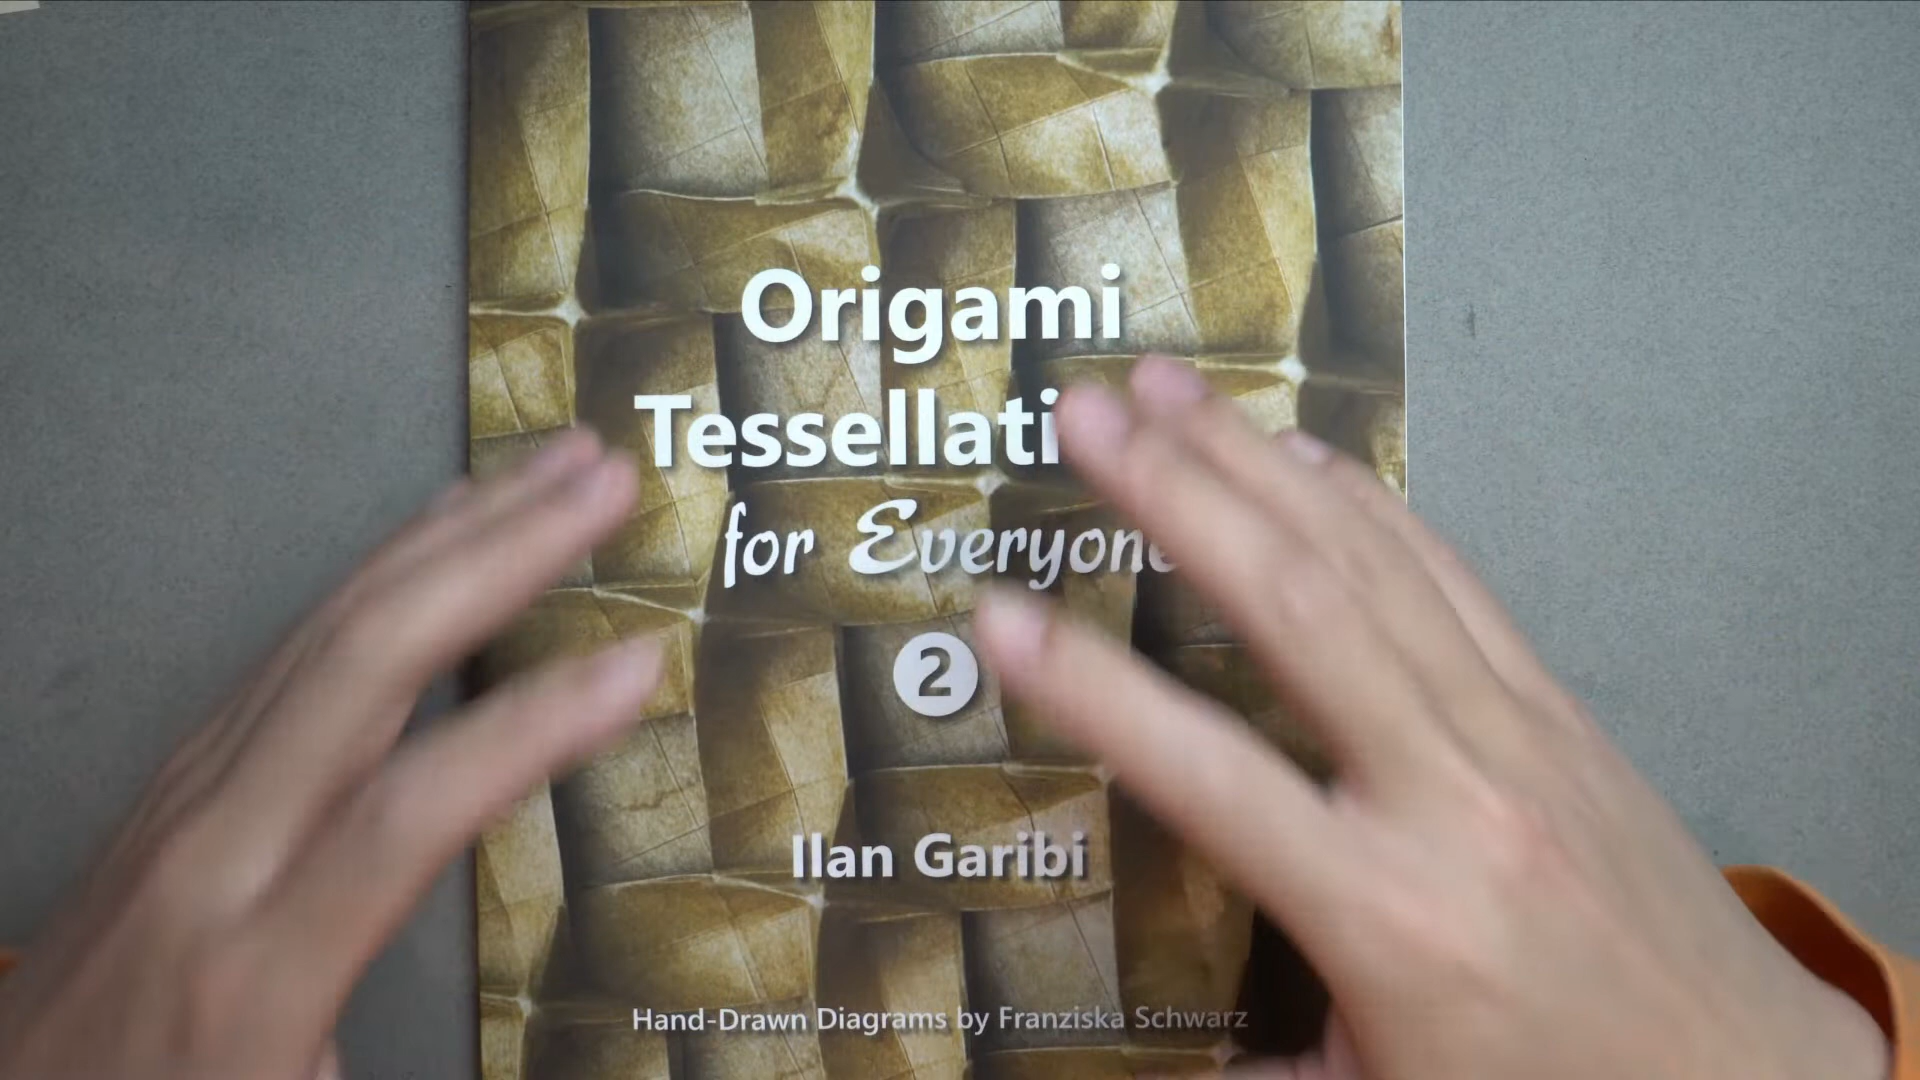 Origami
Tessellati
for Everyone
2
Ilan Garibi
Hand-Drawn Diagrams by Franziska Schwarz